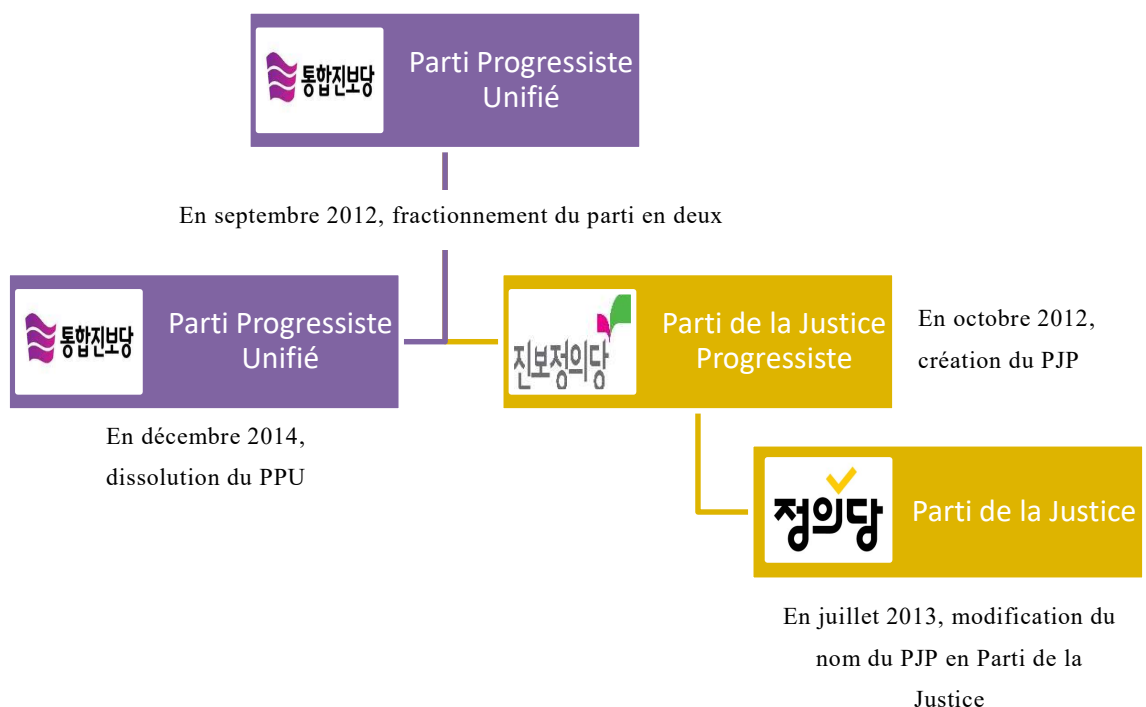 통합진보당
Parti Progressiste
Unifié
En septembre 2012, fractionnement du parti en deux
통합진보당
Parti Progressiste
Unifié
진보정의당
Parti de la Justice
Progressiste
En octobre 2012,
création du PJP
En décembre 2014,
dissolution du PPU
정의당
Parti de la Justice
En juillet 2013, modification du
nom du PJP en Parti de la
Justice